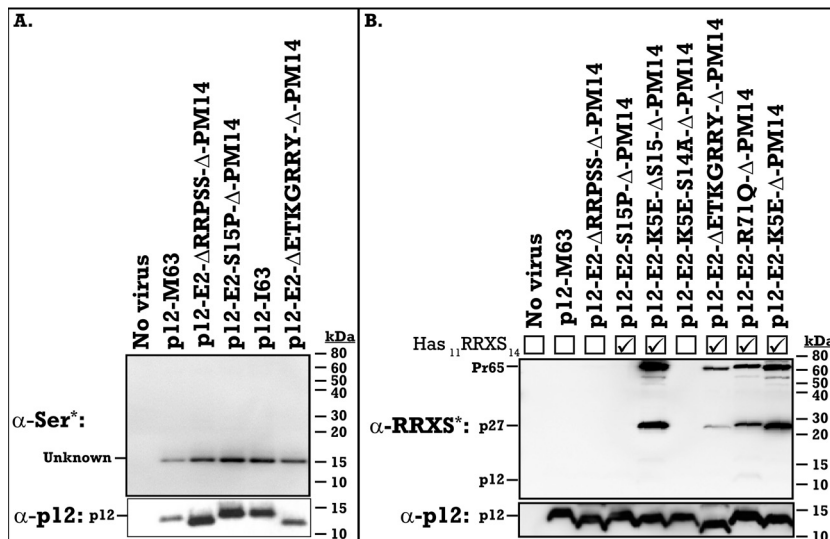 A.
No virus
p12-M63
p12-E2-ΔRRPSS-Δ-PM14
p12-E2-S15P-Δ-PM14
p12-I63
p12-E2-ΔETKGRRY-Δ-PM14
kDa
80
60
50
40
30
20
15
10
α-Ser*:
Unknown
α-p12: p12
15
10
B.
No virus
p12-M63
p12-E2-ΔRRPSS-Δ-PM14
p12-E2-S15P-Δ-PM14
p12-E2-K5E-ΔS15-Δ-PM14
p12-E2-K5E-S14A-Δ-PM14
p12-E2-ΔETKGRRY-Δ-PM14
p12-E2-R71Q-Δ-PM14
p12-E2-K5E-Δ-PM14
Has 11RRXS14
☐ ☐ ☐ ☑ ☑ ☐ ☑ ☑ ☑
kDa
80
60
50
40
30
20
15
10
Pr65
α-RRXS*: p27
p12
α-p12: p12
15
10